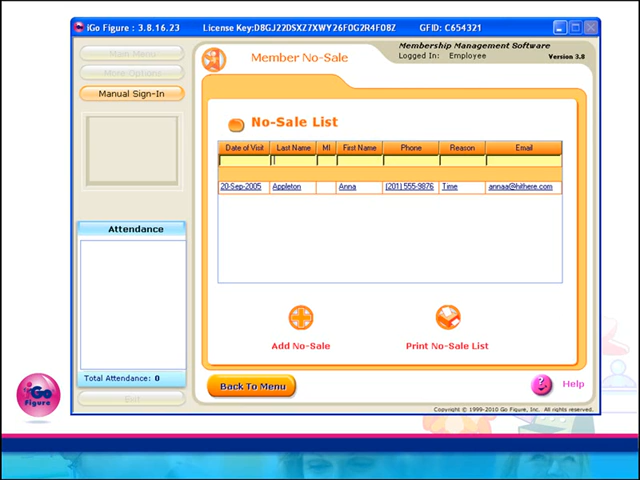 iGo Figure : 3.8.16.23 License Key:D8GJ22DSXZ7XWY26F0G2R4F08Z GFID: C654321
Main Menu
More Options
Manual Sign-In
Member No-Sale
Membership Management Software
Logged In: Employee
Version 3.8
No-Sale List
Date of Visit Last Name MI First Name Phone Reason Email
20-Sep-2005 Appleton Anna (201) 555-9876 Time annaa@hithere.com
Attendance
Total Attendance: 0
Exit
Add No-Sale
Print No-Sale List
Back To Menu
? Help
Copyright © 1999-2010 Go Figure, Inc. All rights reserved.
iGo
Figure